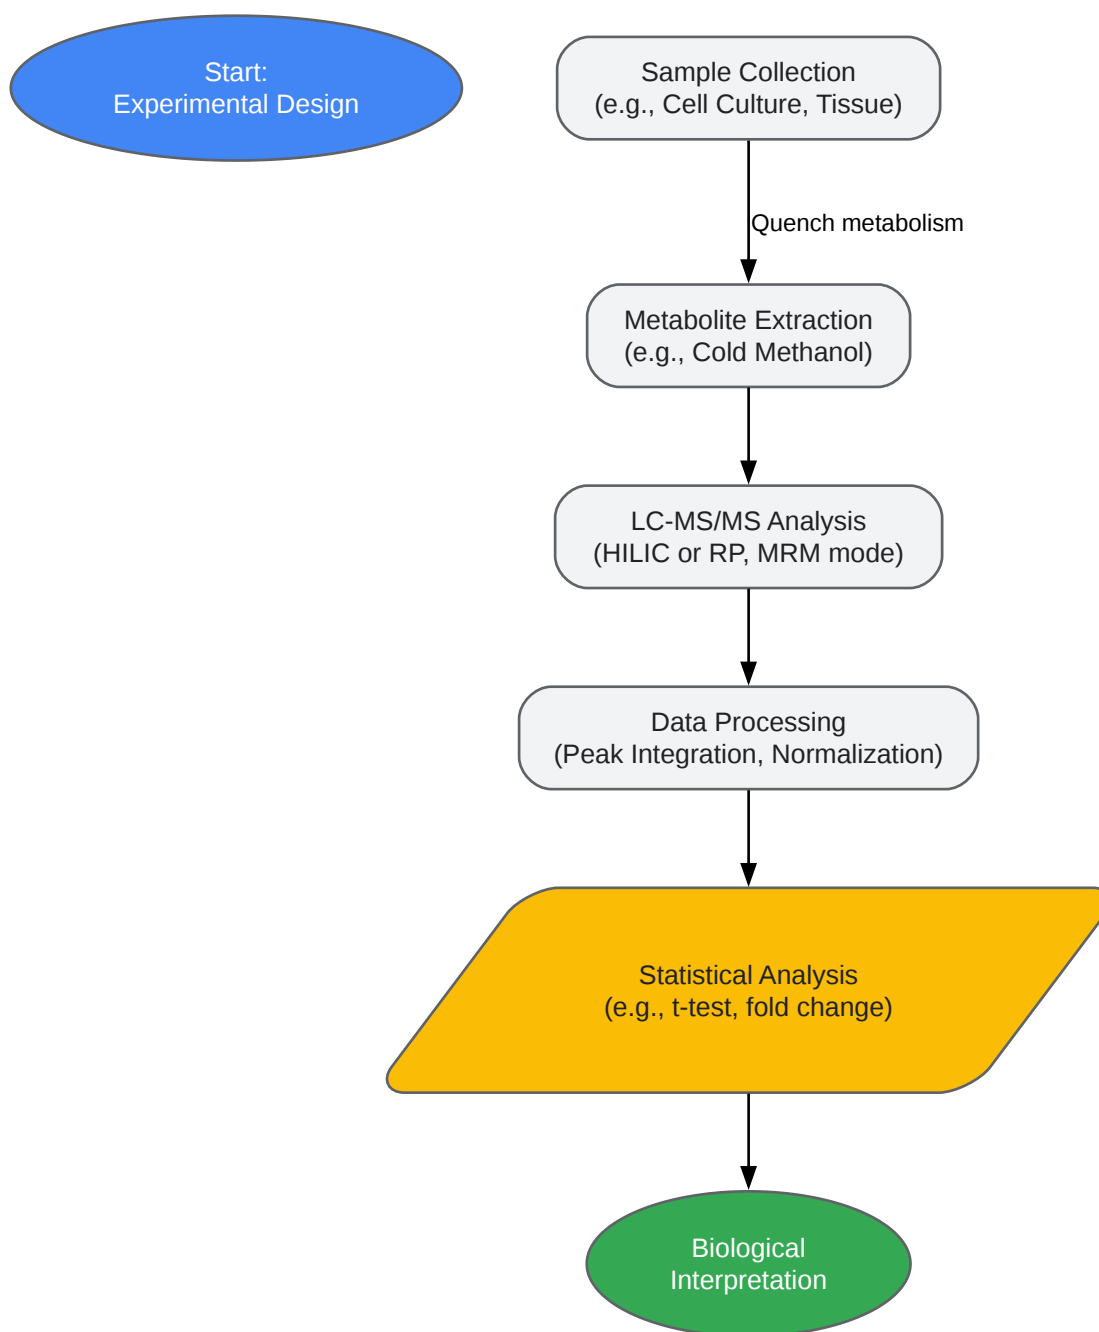 Start:
Experimental Design
Sample Collection
(e.g., Cell Culture, Tissue)
Quench metabolism
Metabolite Extraction
(e.g., Cold Methanol)
LC-MS/MS Analysis
(HILIC or RP, MRM mode)
Data Processing
(Peak Integration, Normalization)
Statistical Analysis
(e.g., t-test, fold change)
Biological
Interpretation